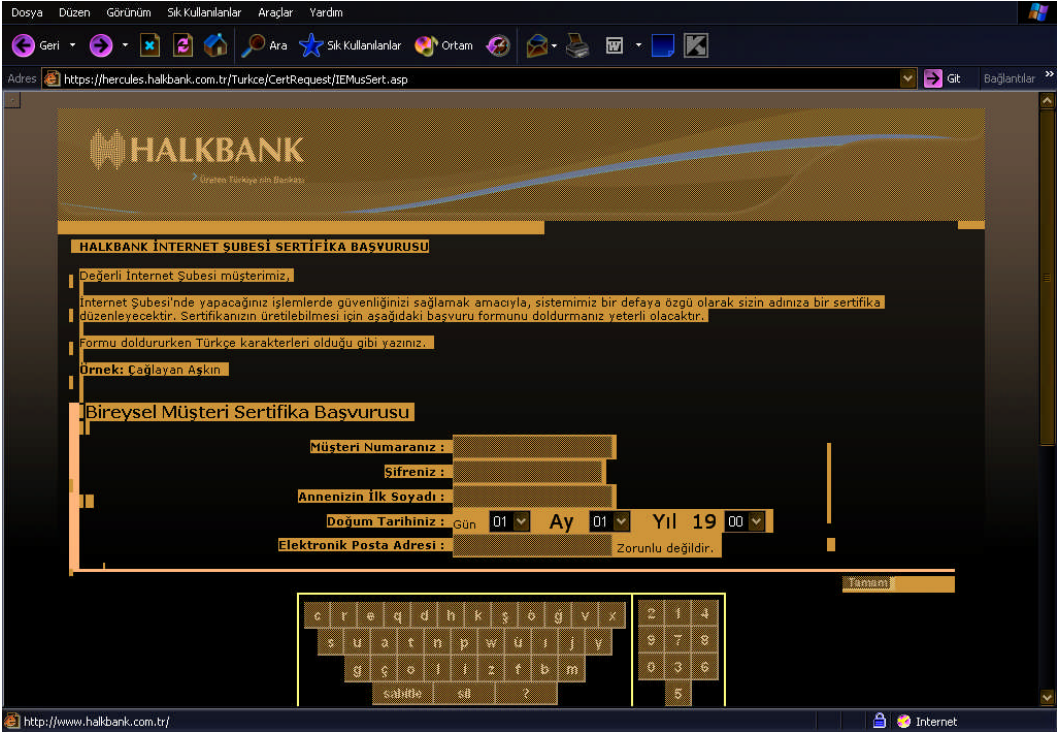 Dosya Düzen Görünüm Sık Kullanılanlar Araçlar Yardım
Geri Ara Sık Kullanılanlar Ortam
Adres https://hercules.halkbank.com.tr/Turkce/CertRequest/IEMusSert.asp Git Bağlantılar »
HALKBANK
Üreten Türkiye'nin Bankası
HALKBANK İNTERNET ŞUBESİ SERTİFİKA BAŞVURUSU
Değerli İnternet Şubesi müşterimiz,
İnternet Şubesi'nde yapacağınız işlemlerde güvenliğinizi sağlamak amacıyla, sistemimiz bir defaya özgü olarak sizin adınıza bir sertifika
düzenleyecektir. Sertifikanızın üretilebilmesi için aşağıdaki başvuru formunu doldurmanız yeterli olacaktır.
Formu doldururken Türkçe karakterleri olduğu gibi yazınız.
Örnek: Çağlayan Aşkın
Bireysel Müşteri Sertifika Başvurusu
Müşteri Numaranız :
Şifreniz :
Annenizin İlk Soyadı :
Doğum Tarihiniz : Gün 01 Ay 01 Yıl 19 00
Elektronik Posta Adresi : Zorunlu değildir.
Tamam
c r e q d h k ş ö ğ v x 2 1 4
s u a t n p w ü ı j y 9 7 8
g ç o l i z f b m 0 3 6
sabitle sil ? 5
http://www.halkbank.com.tr/ Internet